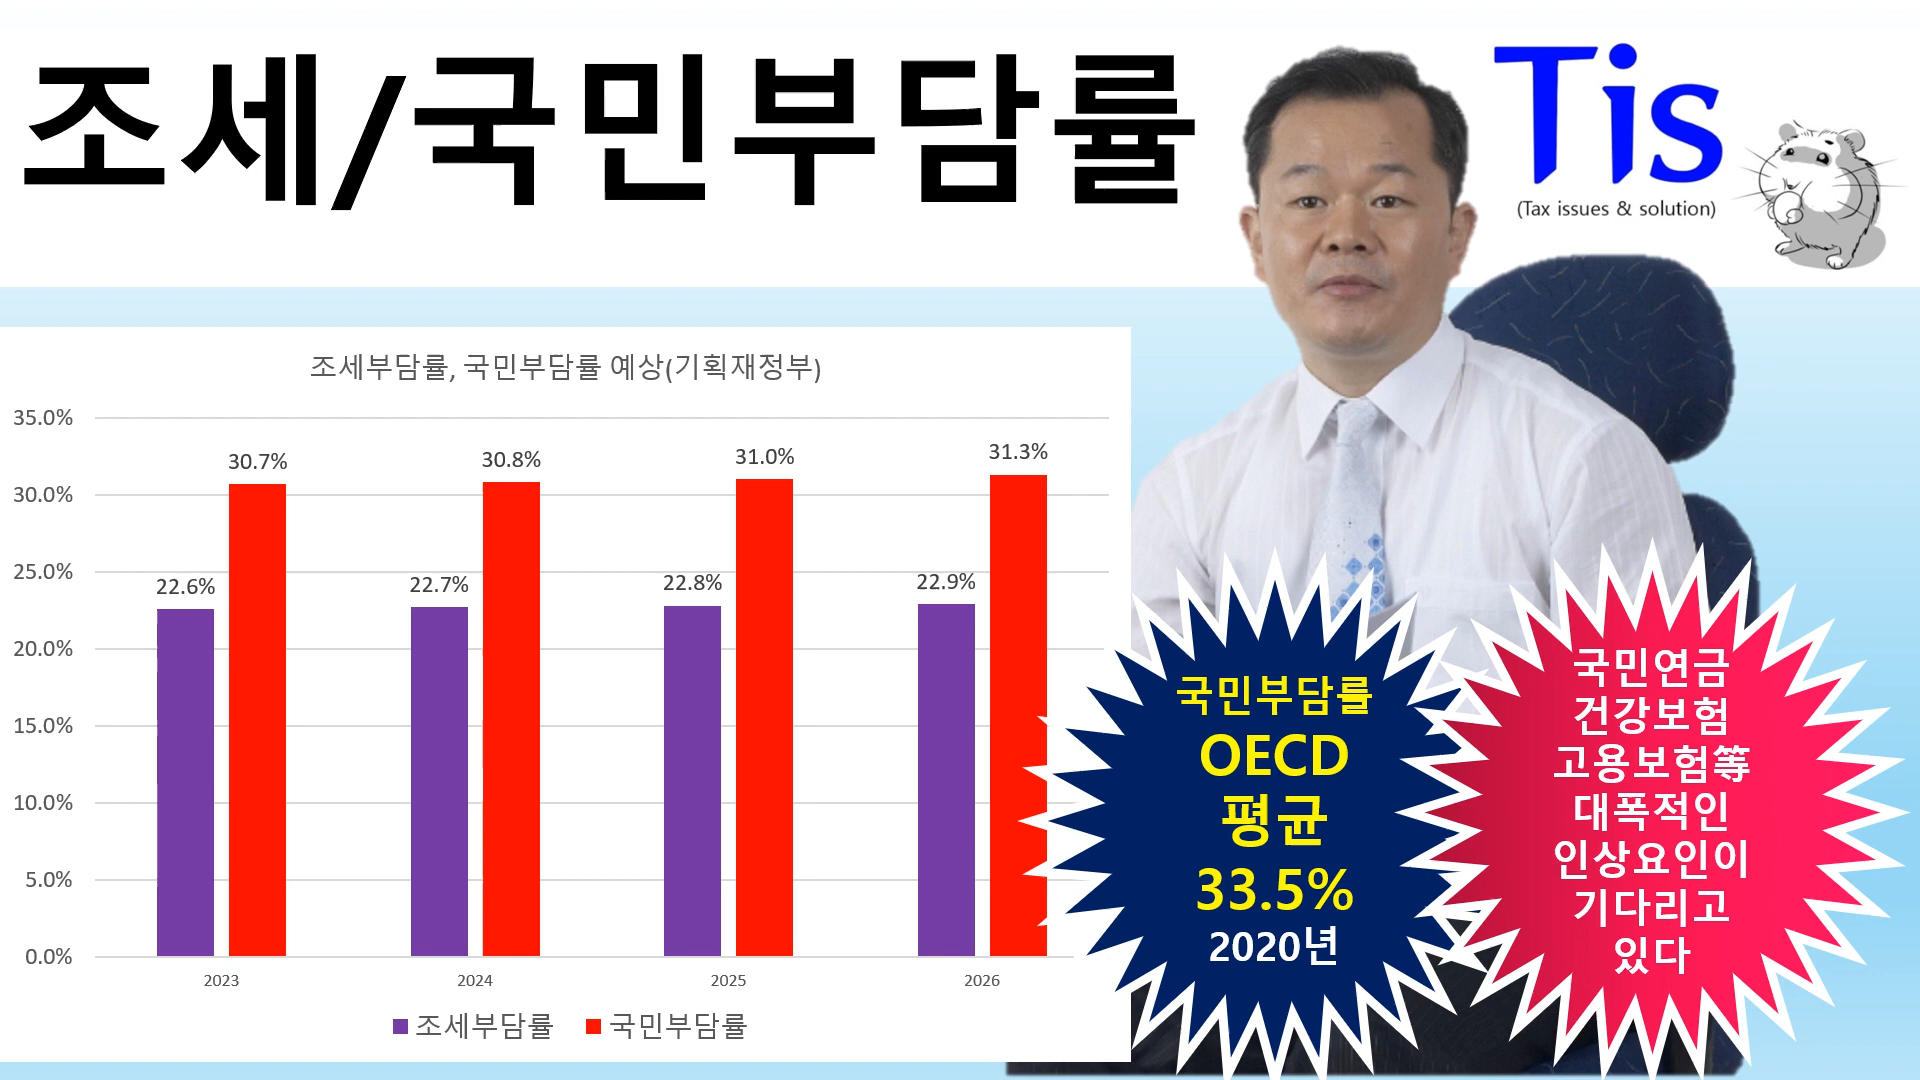 조세/국민부담률
Tis
(Tax issues & solution)
조세부담률, 국민부담률 예상(기획재정부)
35.0%
30.0%
25.0%
20.0%
15.0%
10.0%
5.0%
0.0%
22.6%
30.7%
22.7%
30.8%
22.8%
31.0%
22.9%
31.3%
2023
2024
2025
2026
조세부담률
국민부담률
국민부담률
OECD
평균
33.5%
2020년
국민연금
건강보험
고용보험等
대폭적인
인상요인이
기다리고
있다